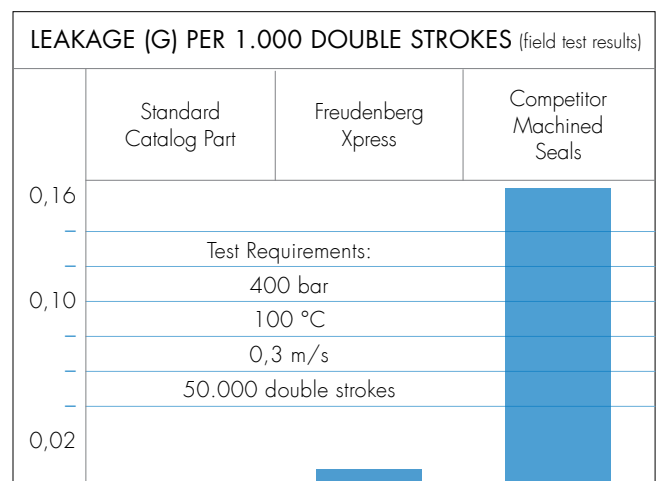 LEAKAGE (G) PER 1.000 DOUBLE STROKES (field test results)
Standard
Catalog Part
Freudenberg
Xpress
Competitor
Machined
Seals
0,16
Test Requirements:
400 bar
0,10
100 °C
0,3 m/s
50.000 double strokes
0,02